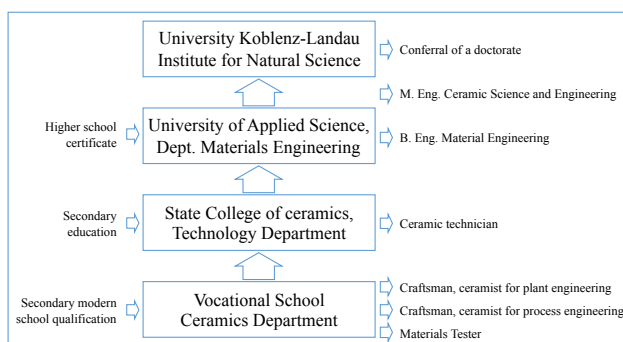 University Koblenz-Landau
Institute for Natural Science
Conferral of a doctorate
M. Eng. Ceramic Science and Engineering
Higher school
certificate
University of Applied Science,
Dept. Materials Engineering
B. Eng. Material Engineering
Secondary
education
State College of ceramics,
Technology Department
Ceramic technician
Secondary modern
school qualification
Vocational School
Ceramics Department
Craftsman, ceramist for plant engineering
Craftsman, ceramist for process engineering
Materials Tester